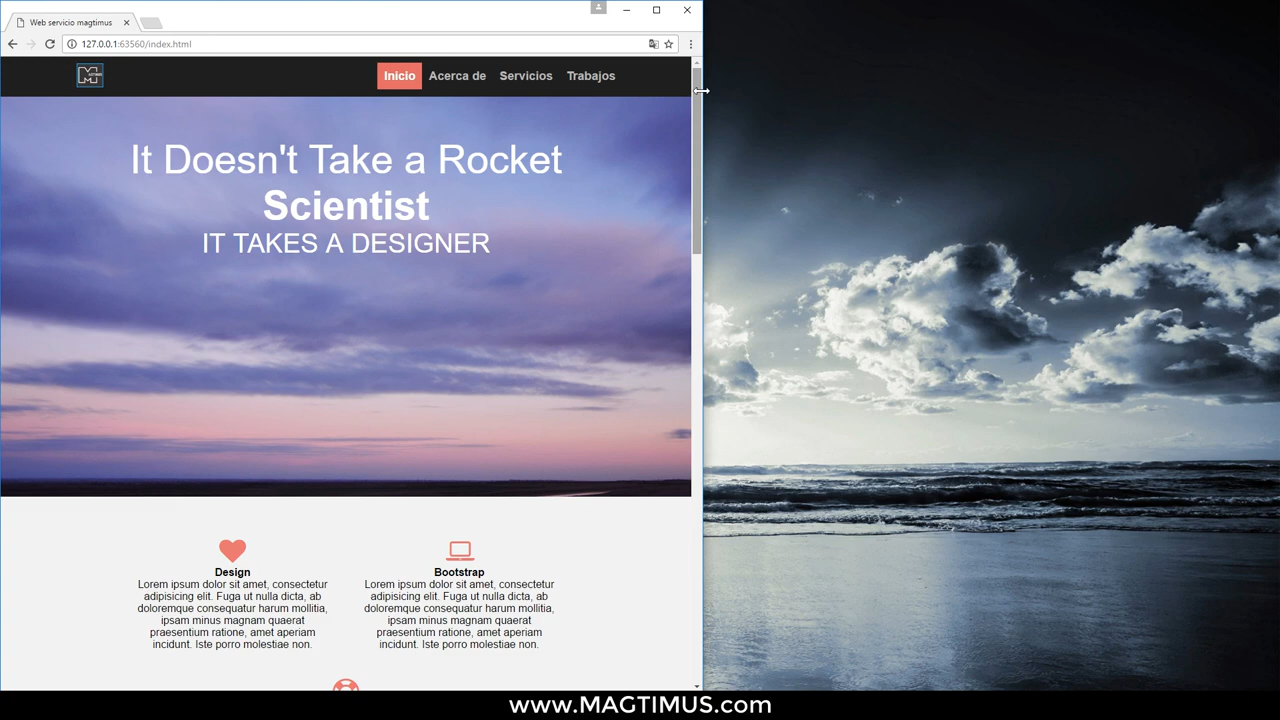 Web servicio magtimus
127.0.0.1:63560/index.html
Inicio Acerca de Servicios Trabajos
It Doesn't Take a Rocket
Scientist
IT TAKES A DESIGNER
Design
Lorem ipsum dolor sit amet, consectetur
adipisicing elit. Fuga ut nulla dicta, ab
doloremque consequatur harum mollitia,
ipsam minus magnam quaerat
praesentium ratione, amet aperiam
incidunt. Iste porro molestiae non.
Bootstrap
Lorem ipsum dolor sit amet, consectetur
adipisicing elit. Fuga ut nulla dicta, ab
doloremque consequatur harum mollitia,
ipsam minus magnam quaerat
praesentium ratione, amet aperiam
incidunt. Iste porro molestiae non.
www.MAGTIMUS.com